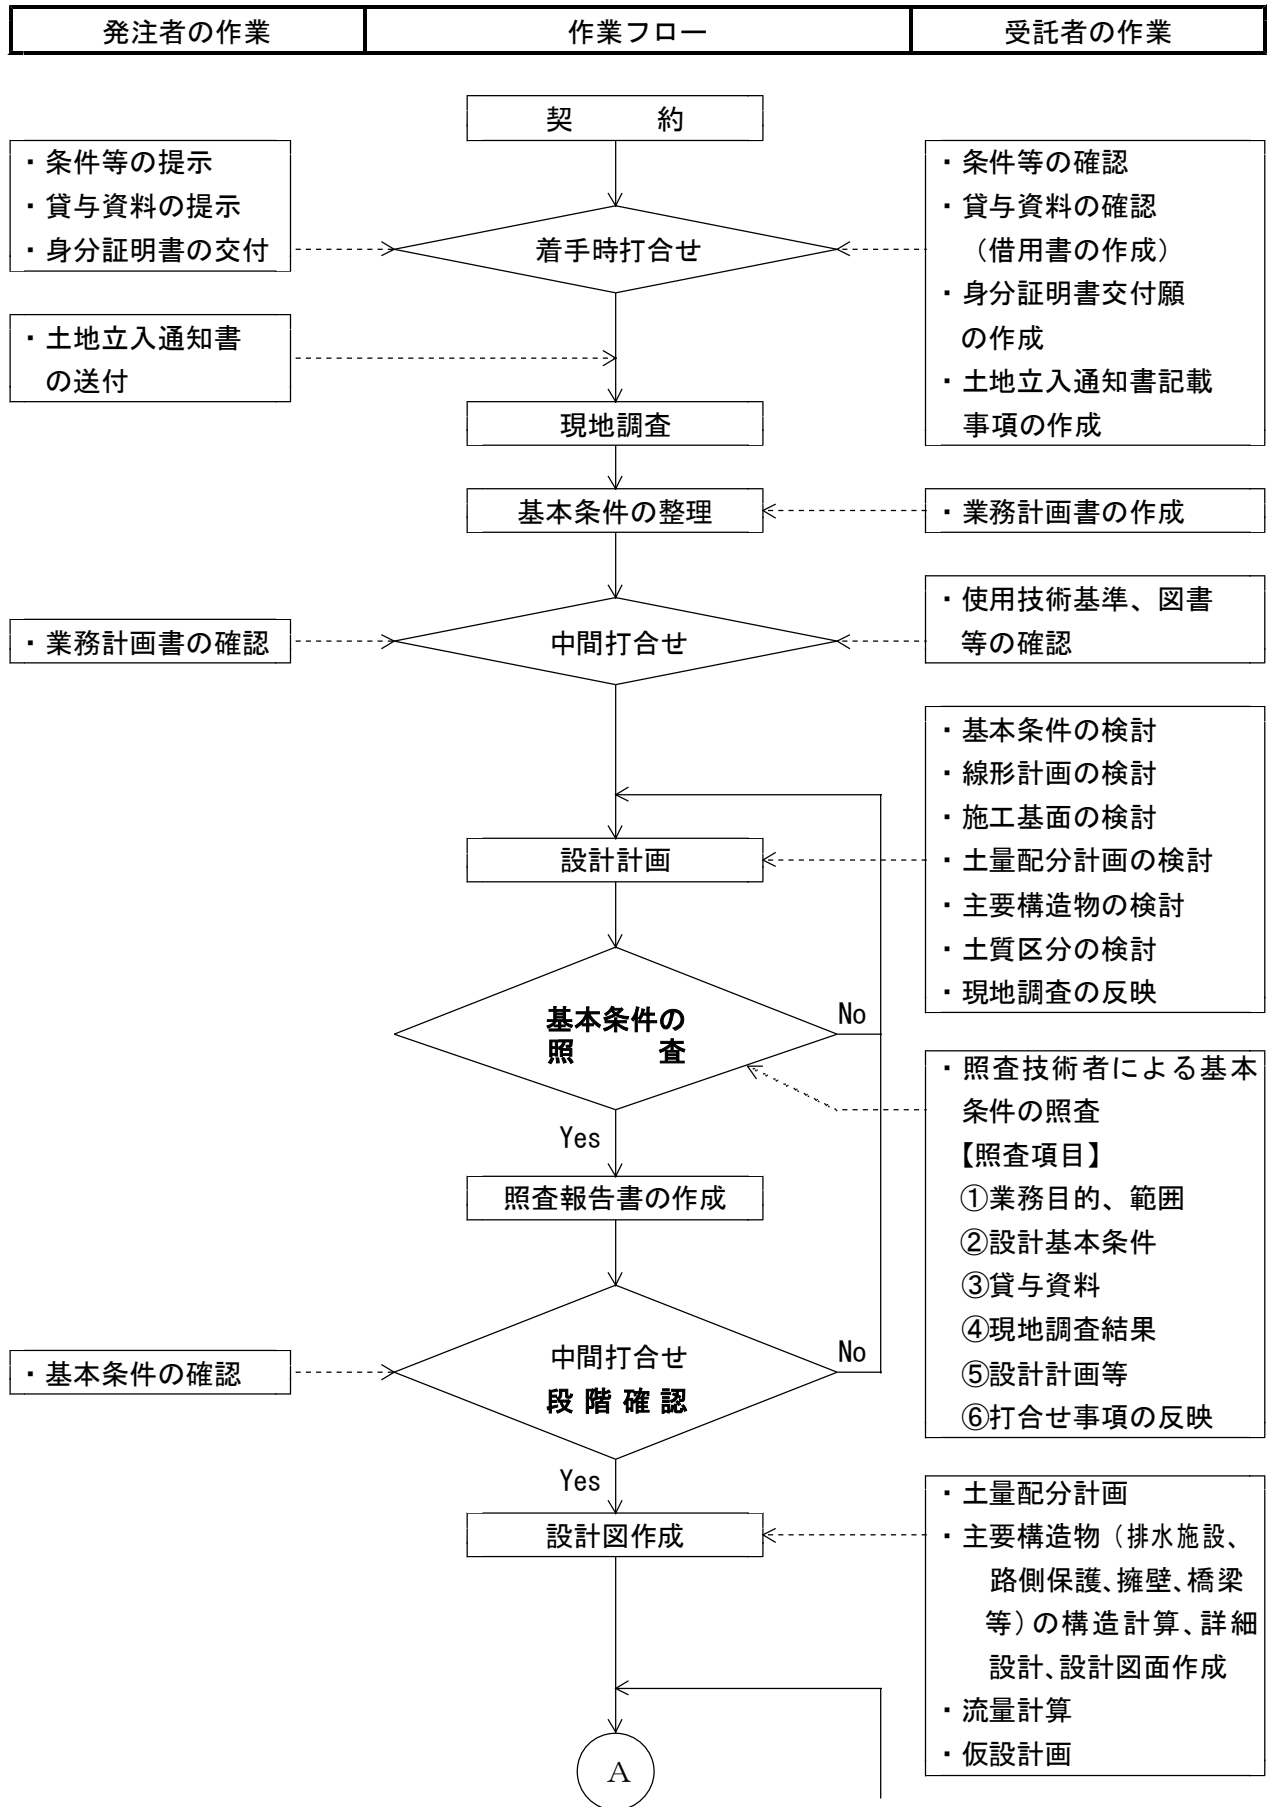 発注者の作業
作業フロー
受託者の作業
契　　約
・条件等の提示
・貸与資料の提示
・身分証明書の交付
着手時打合せ
・条件等の確認
・貸与資料の確認
（借用書の作成）
・身分証明書交付願
の作成
・土地立入通知書記載
事項の作成
・土地立入通知書
の送付
現地調査
基本条件の整理
・業務計画書の作成
・業務計画書の確認
中間打合せ
・使用技術基準、図書
等の確認
設計計画
・基本条件の検討
・線形計画の検討
・施工基面の検討
・土量配分計画の検討
・主要構造物の検討
・土質区分の検討
・現地調査の反映
基本条件の
照　　査
No
Yes
・照査技術者による基本
条件の照査
【照査項目】
①業務目的、範囲
②設計基本条件
③貸与資料
④現地調査結果
⑤設計計画等
⑥打合せ事項の反映
照査報告書の作成
・基本条件の確認
中間打合せ
段階確認
No
Yes
設計図作成
・土量配分計画
・主要構造物（排水施設、
路側保護、擁壁、橋梁
等）の構造計算、詳細
設計、設計図面作成
・流量計算
・仮設計画
A